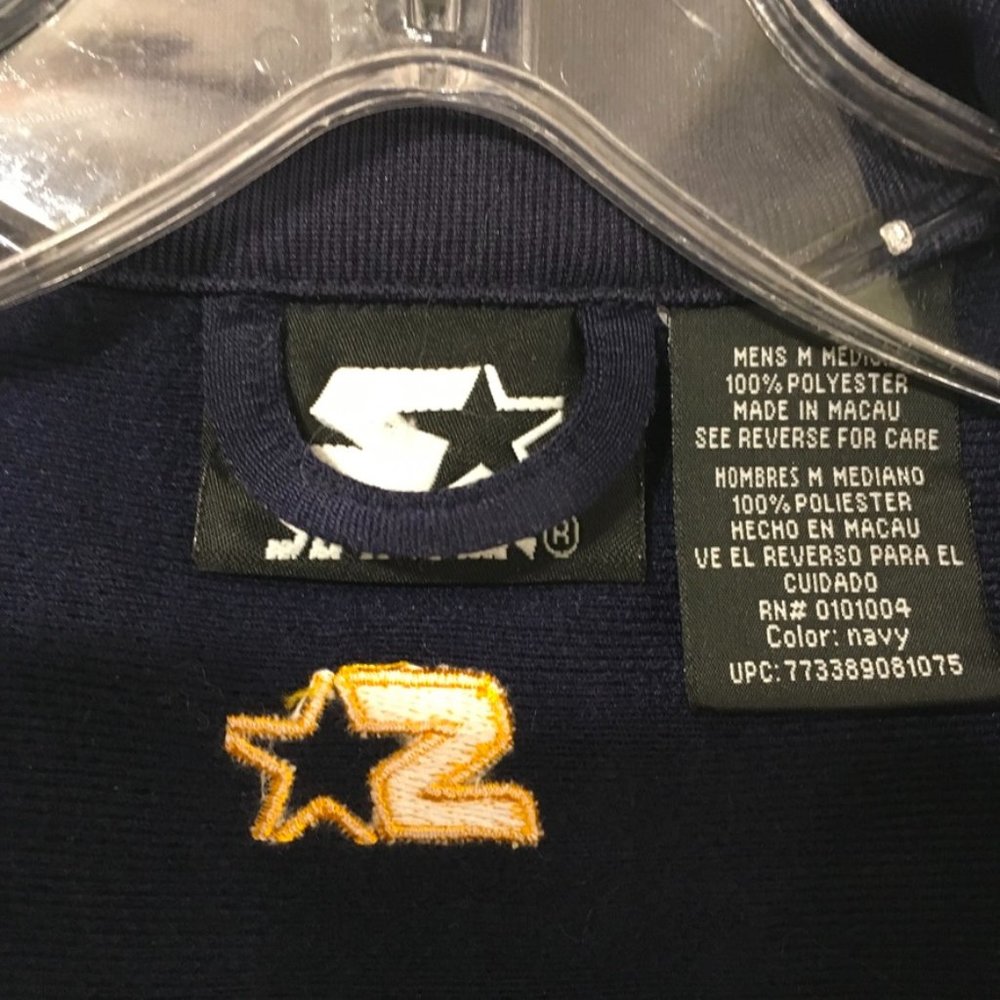 S
®
MENS M
100% POLYESTER
MADE IN MACAU
SEE REVERSE FOR CARE
HOMBRES M MEDIANO
100% POLIESTER
HECHO EN MACAU
VE EL REVERSO PARA EL
CUIDADO
RN# 0101004
Color: navy
UPC: 773389081075